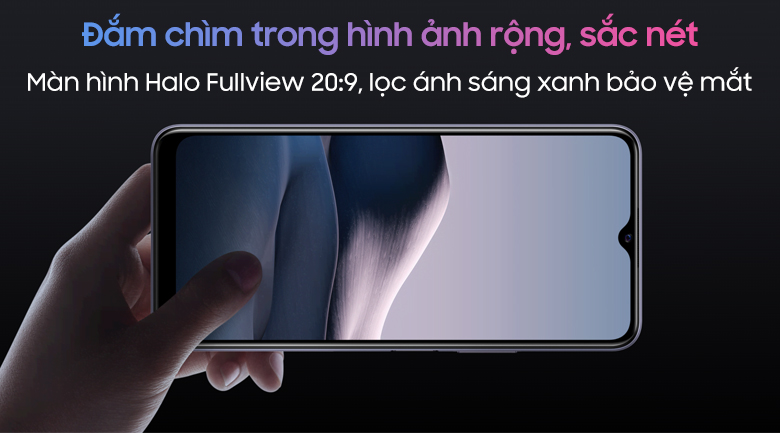 Đắm chìm trong hình ảnh rộng, sắc nét
Màn hình Halo Fullview 20:9, lọc ánh sáng xanh bảo vệ mắt